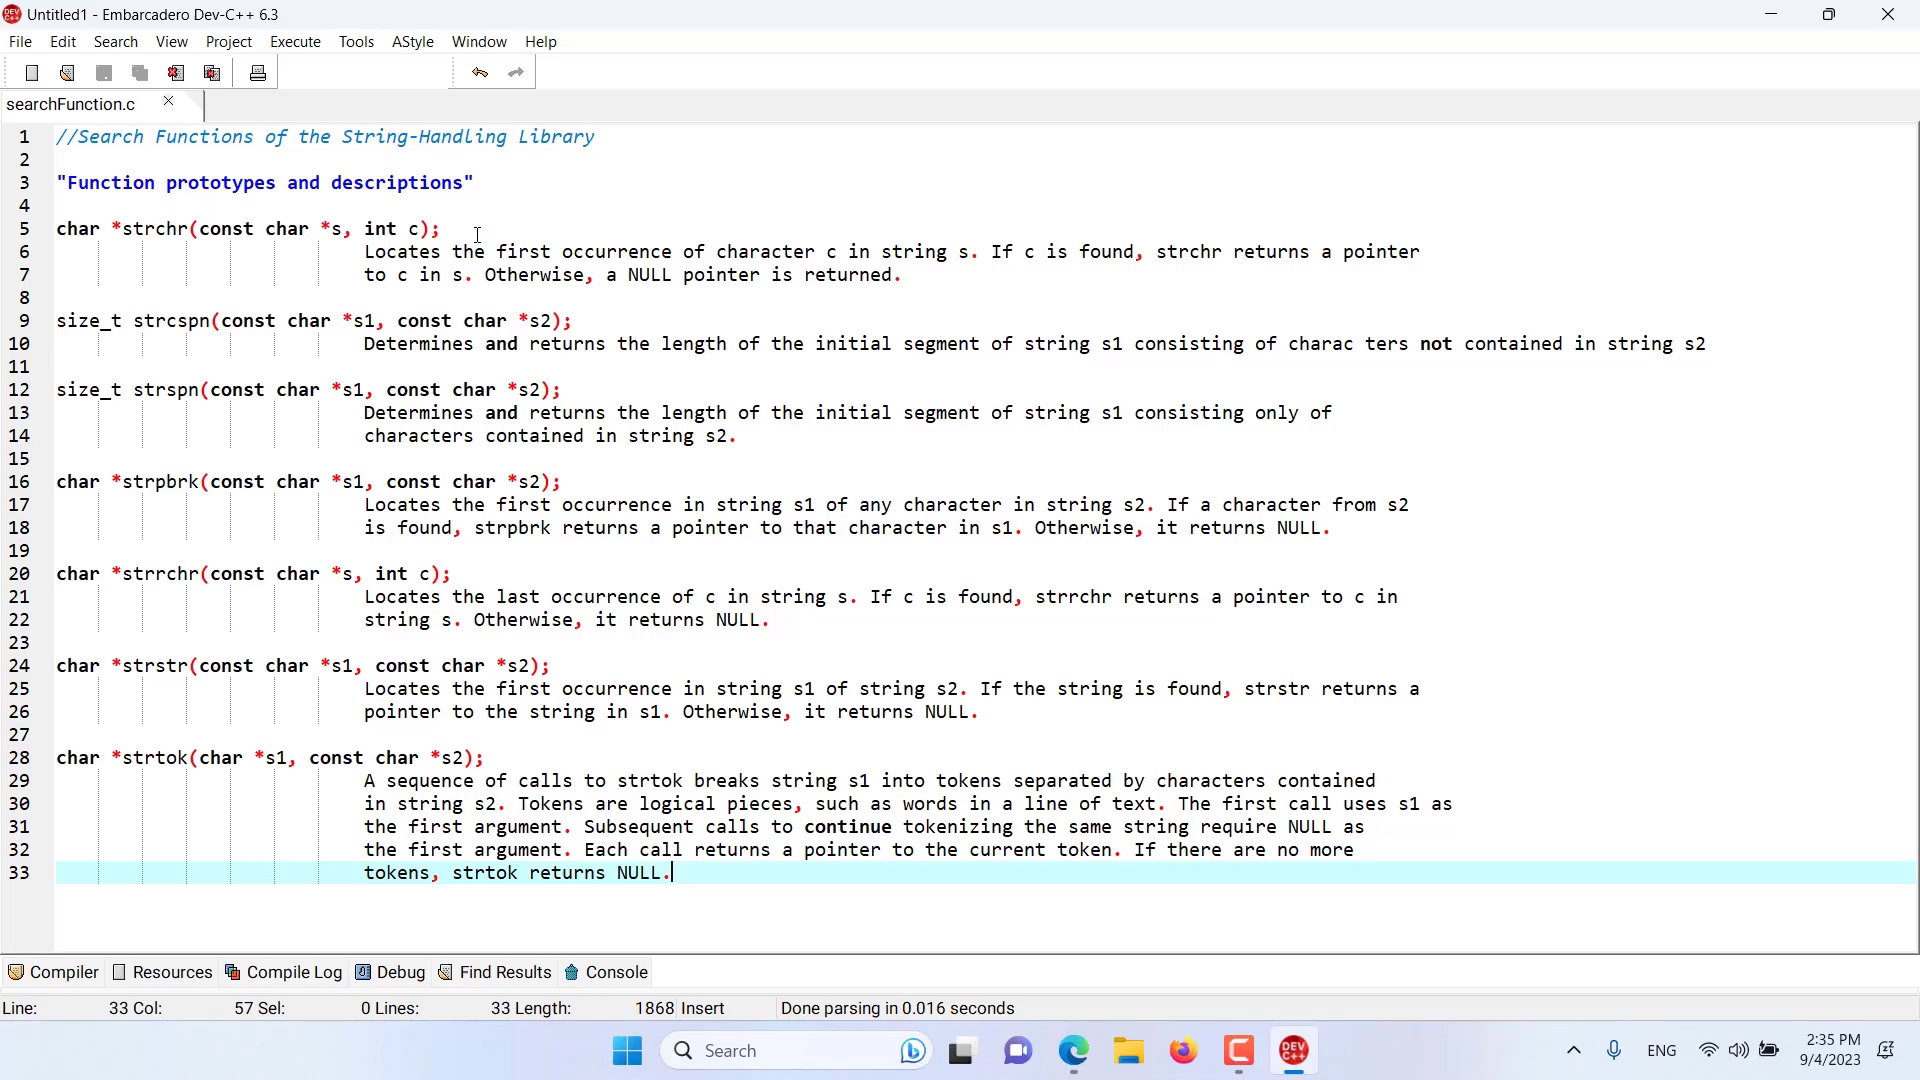 Untitled1 - Embarcadero Dev-C++ 6.3
File Edit Search View Project Execute Tools AStyle Window Help
searchFunction.c
1 //Search Functions of the String-Handling Library
2
3 "Function prototypes and descriptions"
4
5 char *strchr(const char *s, int c);
6 Locates the first occurrence of character c in string s. If c is found, strchr returns a pointer
7 to c in s. Otherwise, a NULL pointer is returned.
8
9 size_t strcspn(const char *s1, const char *s2);
10 Determines and returns the length of the initial segment of string s1 consisting of charac ters not contained in string s2
11
12 size_t strspn(const char *s1, const char *s2);
13 Determines and returns the length of the initial segment of string s1 consisting only of
14 characters contained in string s2.
15
16 char *strpbrk(const char *s1, const char *s2);
17 Locates the first occurrence in string s1 of any character in string s2. If a character from s2
18 is found, strpbrk returns a pointer to that character in s1. Otherwise, it returns NULL.
19
20 char *strrchr(const char *s, int c);
21 Locates the last occurrence of c in string s. If c is found, strrchr returns a pointer to c in
22 string s. Otherwise, it returns NULL.
23
24 char *strstr(const char *s1, const char *s2);
25 Locates the first occurrence in string s1 of string s2. If the string is found, strstr returns a
26 pointer to the string in s1. Otherwise, it returns NULL.
27
28 char *strtok(char *s1, const char *s2);
29 A sequence of calls to strtok breaks string s1 into tokens separated by characters contained
30 in string s2. Tokens are logical pieces, such as words in a line of text. The first call uses s1 as
31 the first argument. Subsequent calls to continue tokenizing the same string require NULL as
32 the first argument. Each call returns a pointer to the current token. If there are no more
33 tokens, strtok returns NULL.
Compiler Resources Compile Log Debug Find Results Console
Line: 33 Col: 57 Sel: 0 Lines: 33 Length: 1868 Insert Done parsing in 0.016 seconds
Search
DEV C++
ENG
2:35 PM
9/4/2023